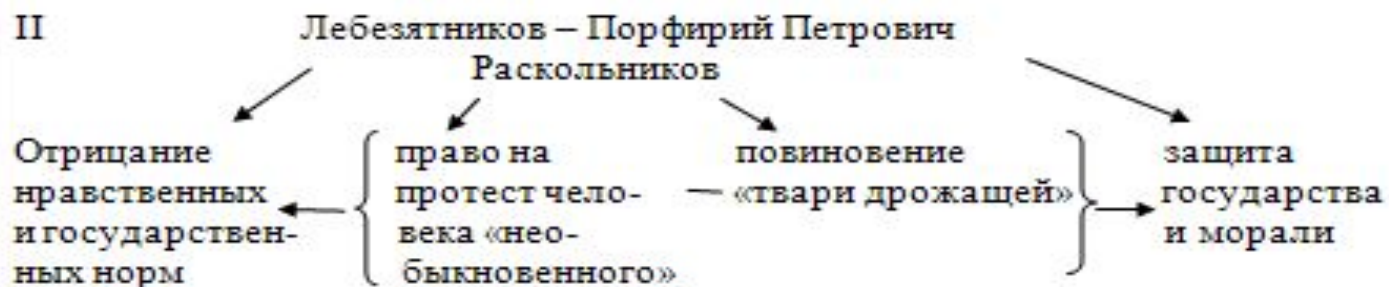 II Лебезятников – Порфирий Петрович
Раскольников
Отрицание
нравственных
и государствен-
ных норм
право на
протест чело-
века «нео-
быкновенного»
повиновение
«твари дрожащей»
защита
государства
и морали